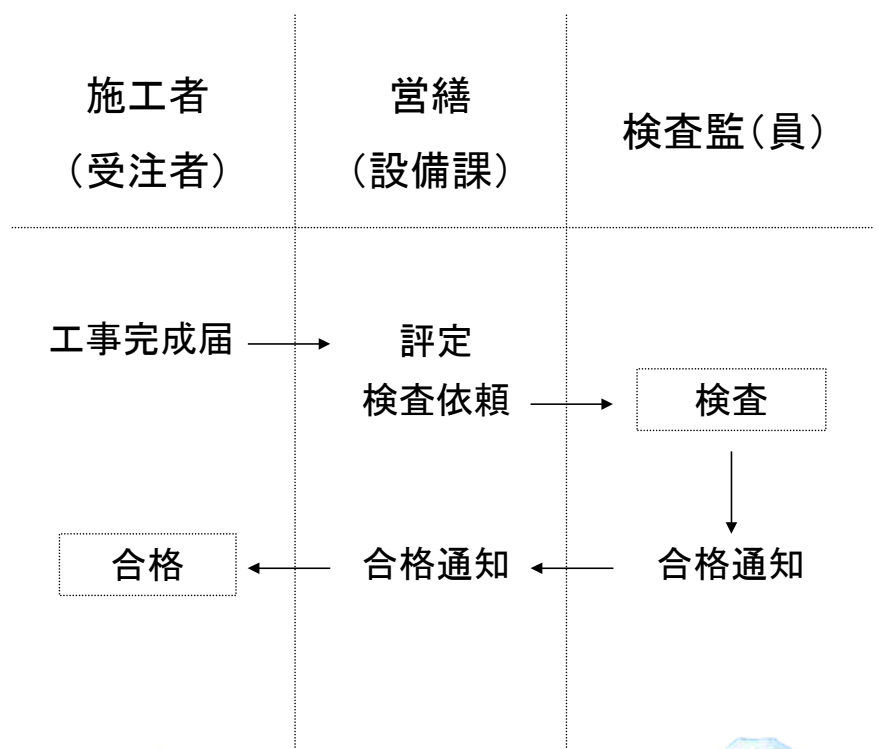 施工者
（受注者）
営繕
（設備課）
検査監（員）
工事完成届
評定
検査依頼
検査
合格
合格通知
合格通知